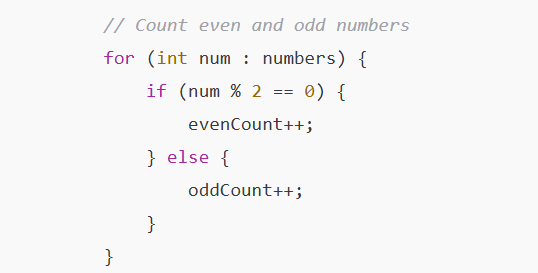 // Count even and odd numbers
for (int num : numbers) {
    if (num % 2 == 0) {
        evenCount++;
    } else {
        oddCount++;
    }
}